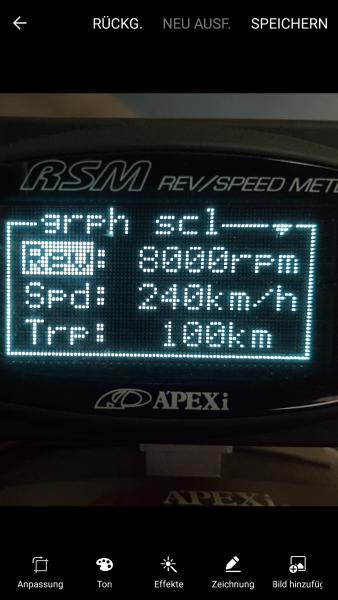 RÜCKG. NEU AUSF. SPEICHERN
RSM REV/SPEED METE
grph scl
Rev: 8000rpm
Spd: 240km/h
Trp: 100km
APEXi
APEXi
Anpassung Ton Effekte Zeichnung Bild hinzufüg